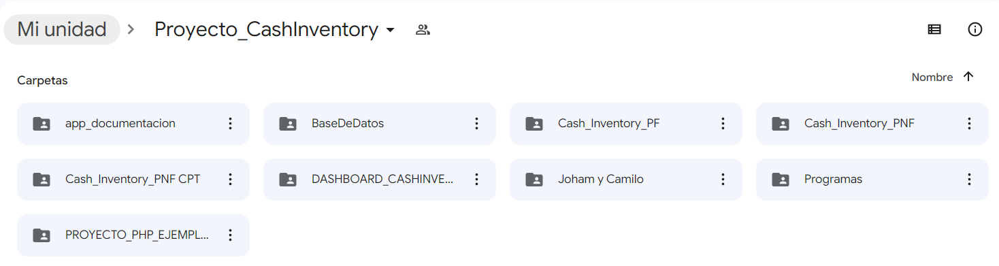 Mi unidad > Proyecto_CashInventory
Carpetas
Nombre
app_documentacion
BaseDeDatos
Cash_Inventory_PF
Cash_Inventory_PNF
Cash_Inventory_PNF CPT
DASHBOARD_CASHINVE...
Joham y Camilo
Programas
PROYECTO_PHP_EJEMPL...